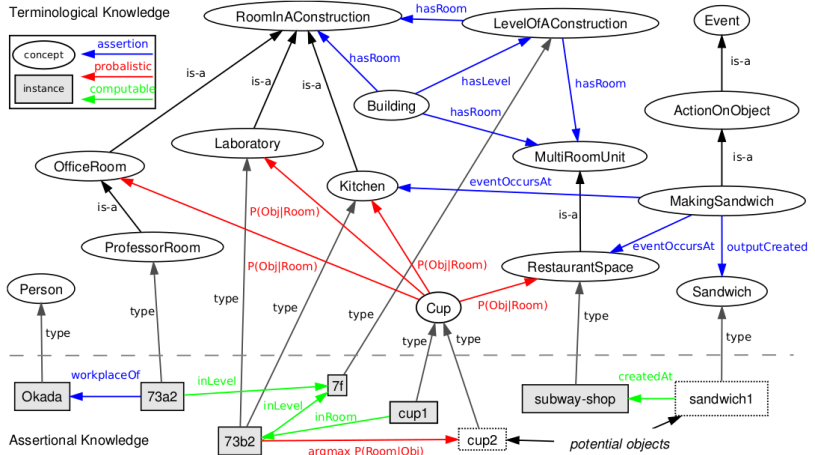 Terminological Knowledge
concept
instance
assertion
probalistic
computable
RoomInAConstruction
hasRoom
LevelOfAConstruction
Event
is-a
is-a
is-a
hasRoom
hasLevel
hasRoom
is-a
Building
hasRoom
ActionOnObject
Laboratory
OfficeRoom
Kitchen
MultiRoomUnit
is-a
eventOccursAt
MakingSandwich
is-a
P(Obj|Room)
is-a
ProfessorRoom
eventOccursAt
outputCreated
P(Obj|Room)
P(Obj|Room)
RestaurantSpace
Person
Sandwich
P(Obj|Room)
Cup
type
type
type
type
type
type
type
type
workplaceOf
inLevel
createdAt
Okada
73a2
7f
subway-shop
sandwich1
inLevel
inRoom
cup1
Assertional Knowledge
73b2
argmax P(Room|Obj)
cup2
potential objects